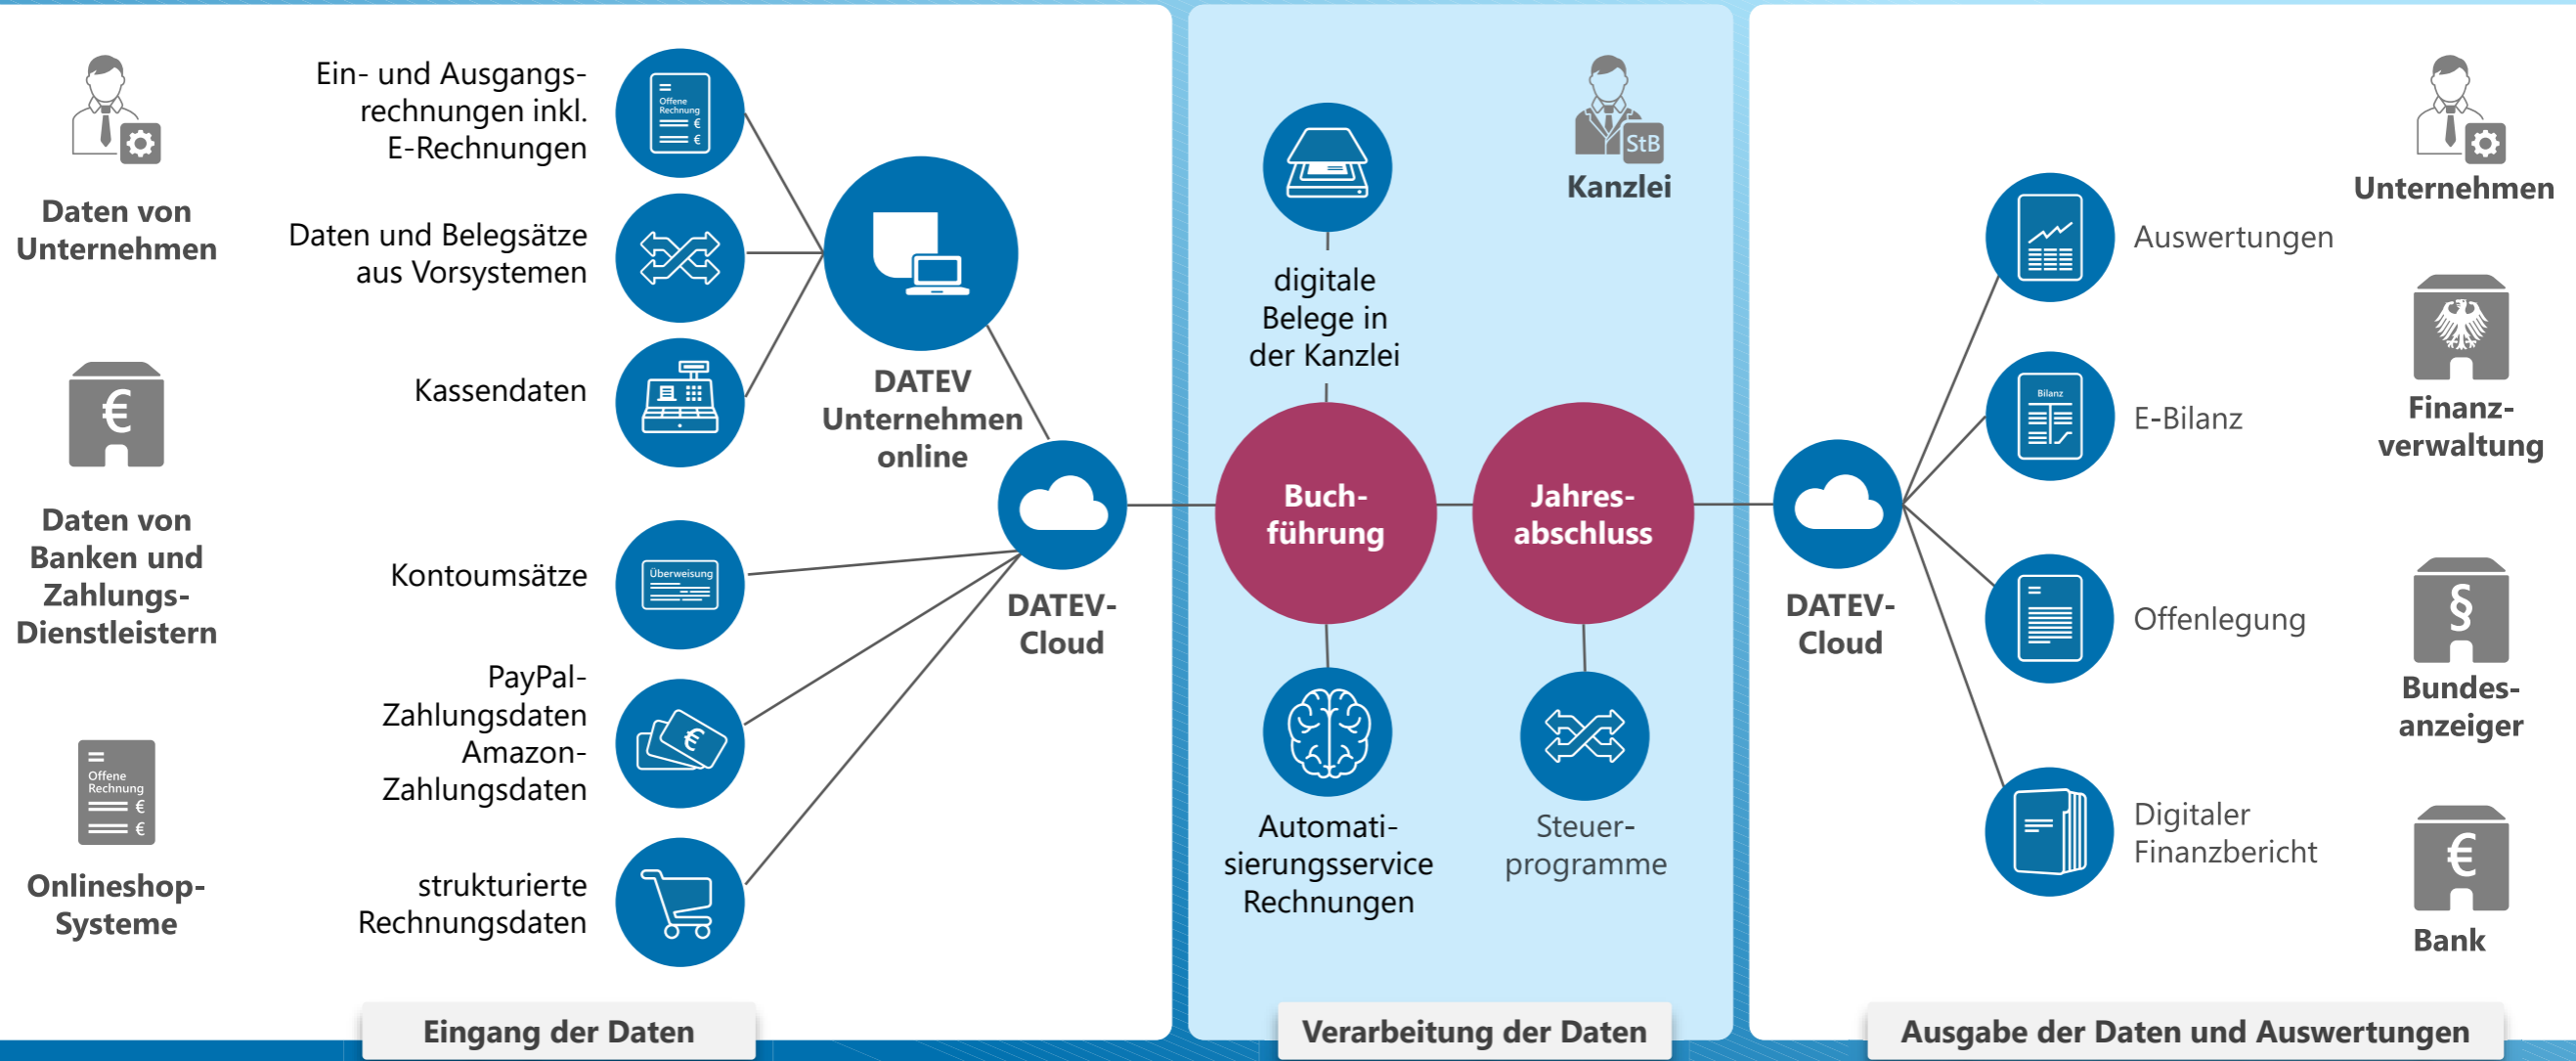 Daten von
Unternehmen
Daten von
Banken und
Zahlungs-
Dienstleistern
Offene
Rechnung
€
€
Onlineshop-
Systeme
€
Ein- und Ausgangs-
rechnungen inkl.
E-Rechnungen
Offene
Rechnung
€
€
Daten und Belegsätze
aus Vorsystemen
Kassendaten
DATEV
Unternehmen
online
Kontoumsätze
Überweisung
PayPal-
Zahlungsdaten
Amazon-
Zahlungsdaten
€
strukturierte
Rechnungsdaten
DATEV-
Cloud
Eingang der Daten
StB
Kanzlei
digitale
Belege in
der Kanzlei
Buch-
führung
Jahres-
abschluss
Automati-
sierungsservice
Rechnungen
Steuer-
programme
Verarbeitung der Daten
DATEV-
Cloud
Auswertungen
Bilanz
E-Bilanz
Offenlegung
Digitaler
Finanzbericht
Unternehmen
Finanz-
verwaltung
§
Bundes-
anzeiger
€
Bank
Ausgabe der Daten und Auswertungen